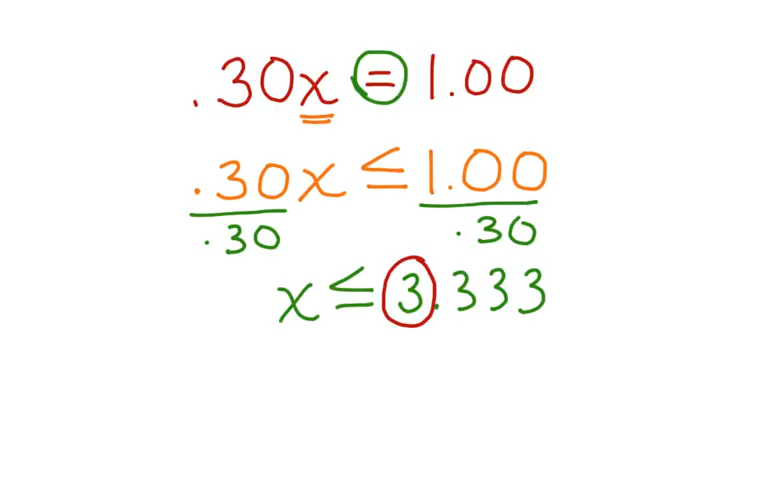 .30x = 1.00
.30x ≤ 1.00
.30 .30
x ≤ 3.333